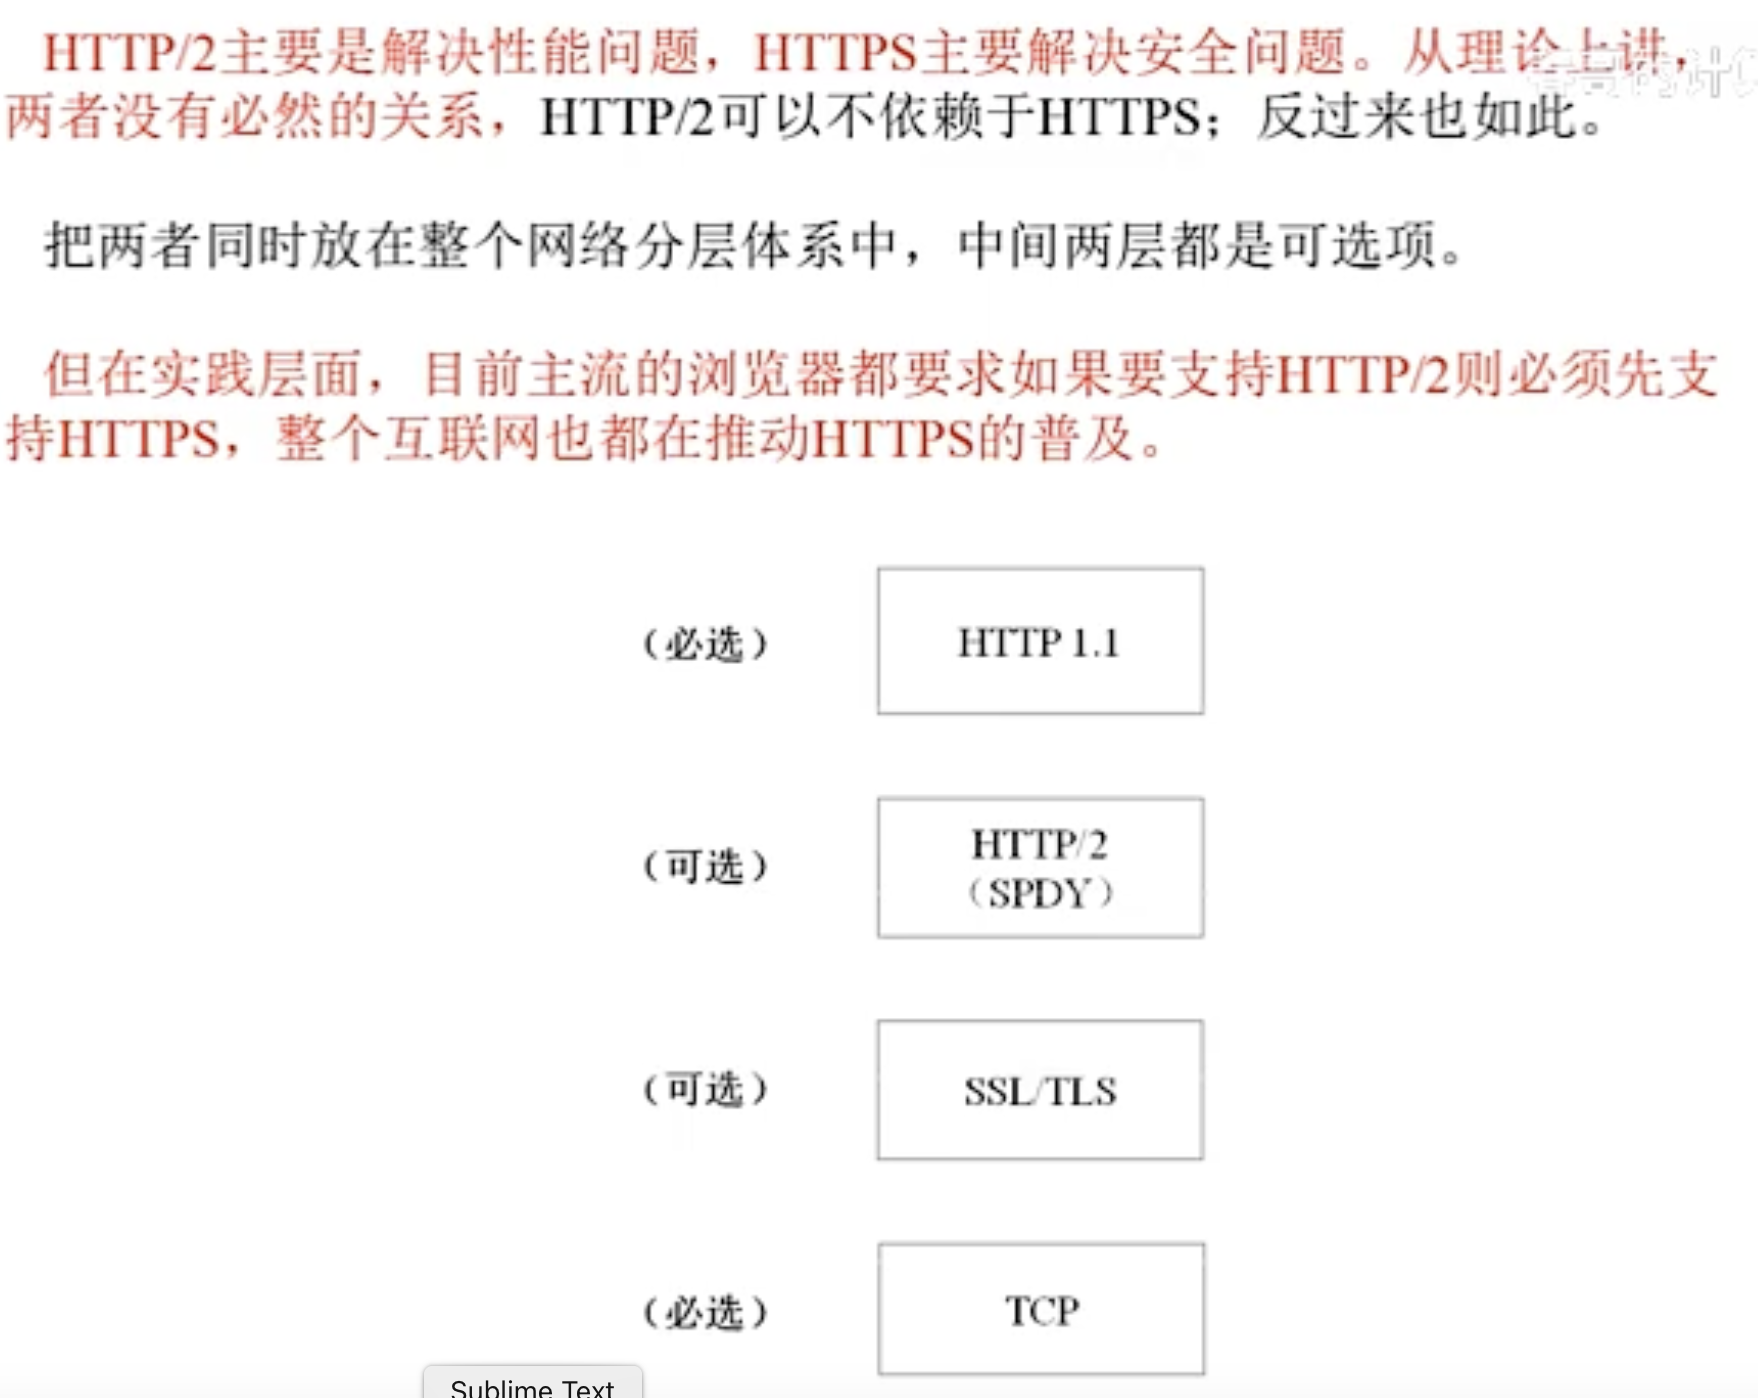 HTTP/2主要是解决性能问题，HTTPS主要解决安全问题。从理论上讲，
两者没有必然的关系，HTTP/2可以不依赖于HTTPS；反过来也如此。
把两者同时放在整个网络分层体系中，中间两层都是可选项。
但在实践层面，目前主流的浏览器都要求如果要支持HTTP/2则必须先支
持HTTPS，整个互联网也都在推动HTTPS的普及。
（必选） HTTP 1.1
（可选） HTTP/2
（SPDY）
（可选） SSL/TLS
（必选） TCP
Sublime Text